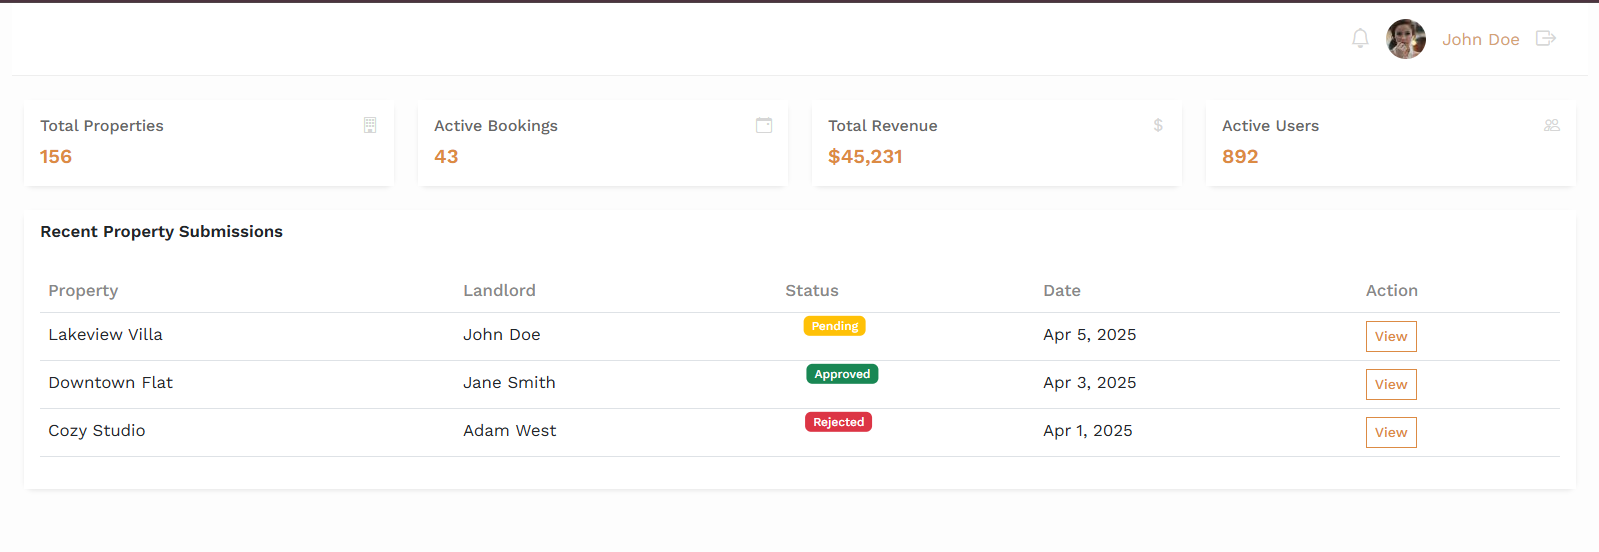 John Doe
Total Properties
156
Active Bookings
43
Total Revenue
$
$45,231
Active Users
892
Recent Property Submissions
Property Landlord Status Date Action
Lakeview Villa John Doe Pending Apr 5, 2025 View
Downtown Flat Jane Smith Approved Apr 3, 2025 View
Cozy Studio Adam West Rejected Apr 1, 2025 View